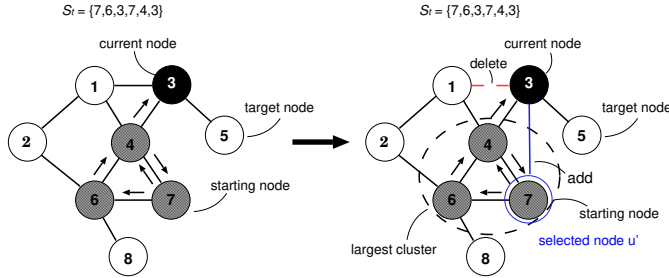 Sₜ = {7,6,3,7,4,3}
current node
1
3
target node
2
5
4
starting node
6
7
8
Sₜ = {7,6,3,7,4,3}
current node
delete
1
3
target node
2
5
4
add
6
7
starting node
largest cluster
selected node u'
8